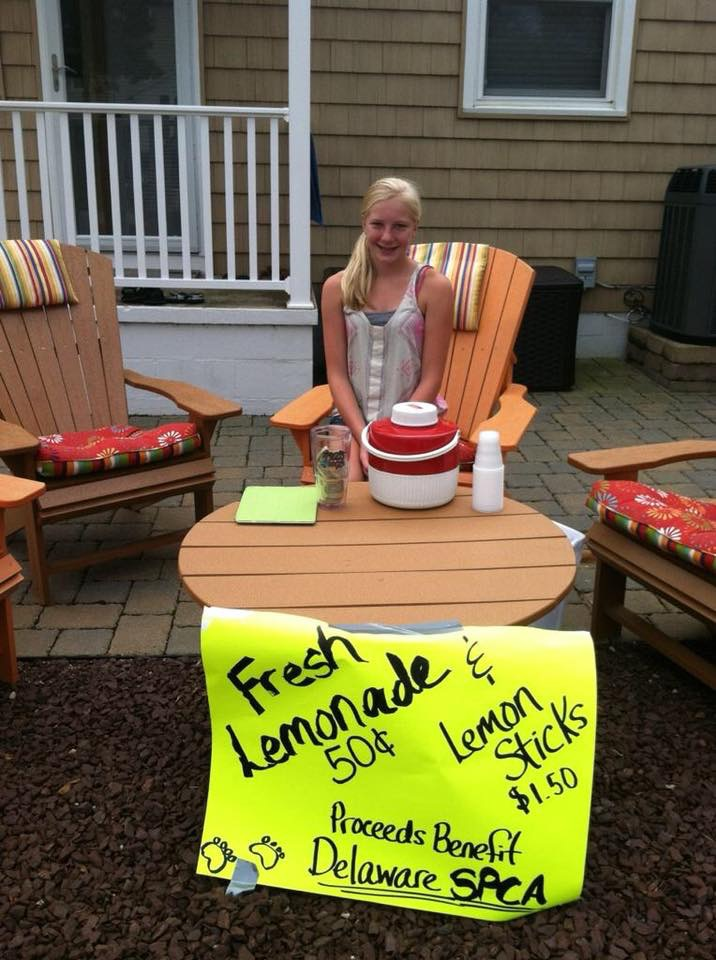 Fresh
Lemonade &
50¢
Lemon
Sticks
$1.50
Proceeds Benefit
Delaware SPCA